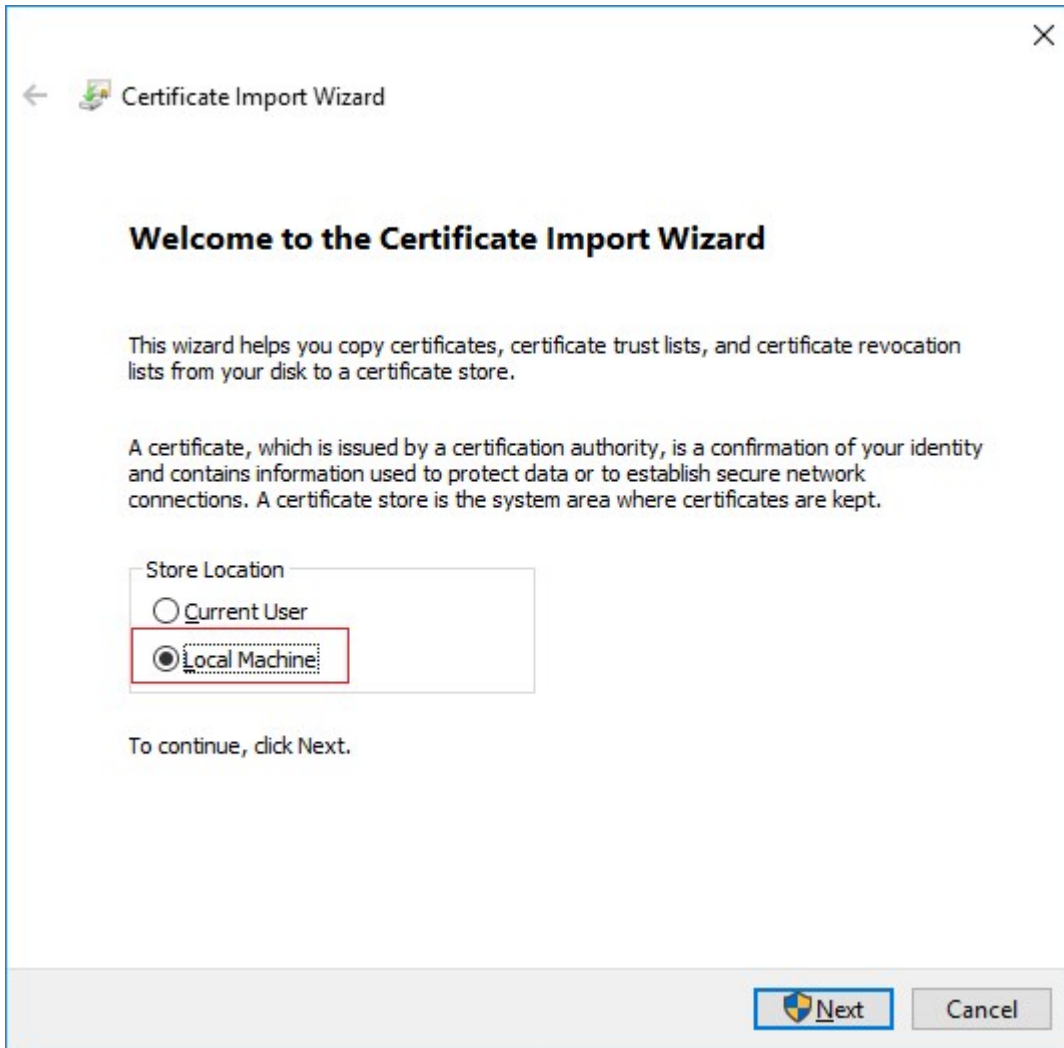 Certificate Import Wizard
Welcome to the Certificate Import Wizard
This wizard helps you copy certificates, certificate trust lists, and certificate revocation
lists from your disk to a certificate store.
A certificate, which is issued by a certification authority, is a confirmation of your identity
and contains information used to protect data or to establish secure network
connections. A certificate store is the system area where certificates are kept.
Store Location
Current User
Local Machine
To continue, click Next.
Next
Cancel